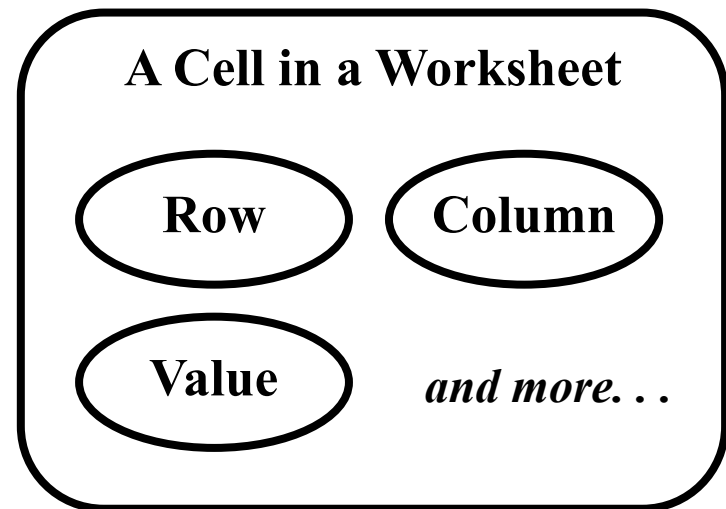 A Cell in a Worksheet
Row Column
Value and more. . .